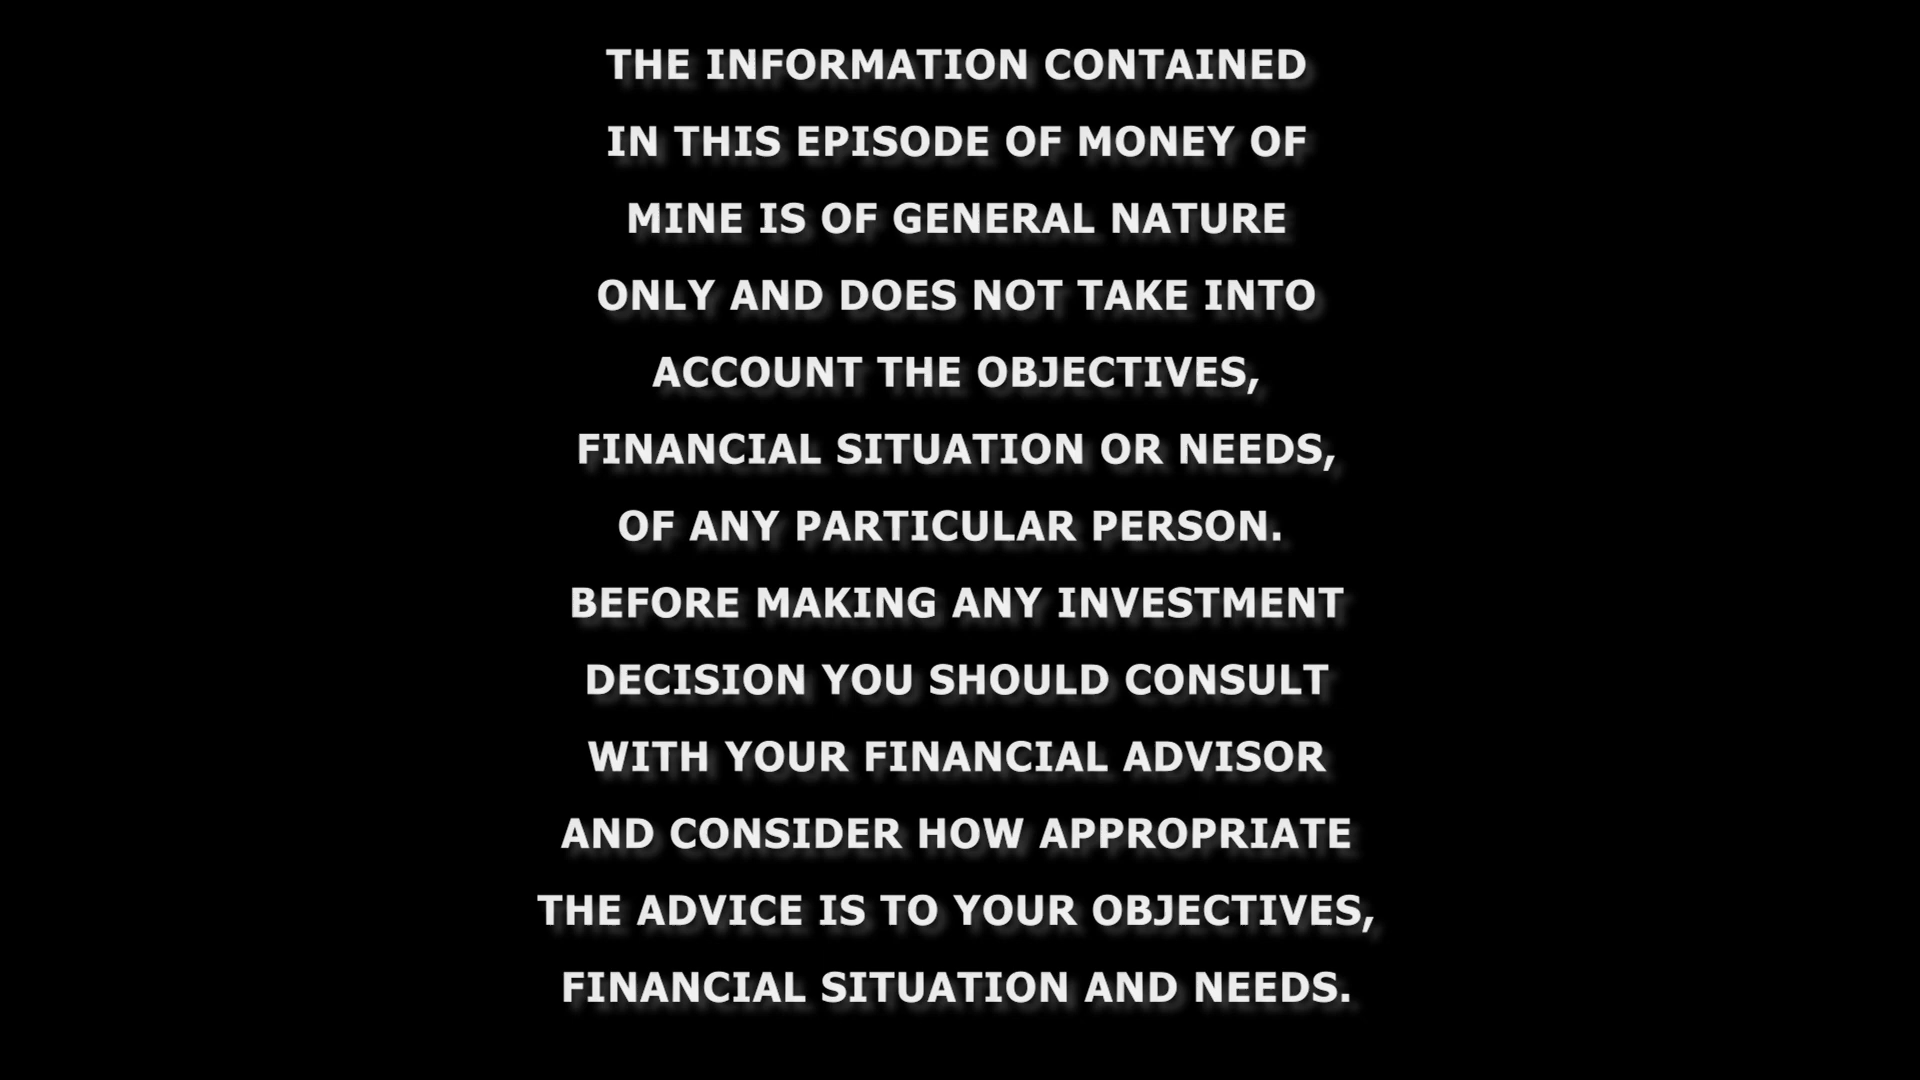 THE INFORMATION CONTAINED
IN THIS EPISODE OF MONEY OF
MINE IS OF GENERAL NATURE
ONLY AND DOES NOT TAKE INTO
ACCOUNT THE OBJECTIVES,
FINANCIAL SITUATION OR NEEDS,
OF ANY PARTICULAR PERSON.
BEFORE MAKING ANY INVESTMENT
DECISION YOU SHOULD CONSULT
WITH YOUR FINANCIAL ADVISOR
AND CONSIDER HOW APPROPRIATE
THE ADVICE IS TO YOUR OBJECTIVES,
FINANCIAL SITUATION AND NEEDS.